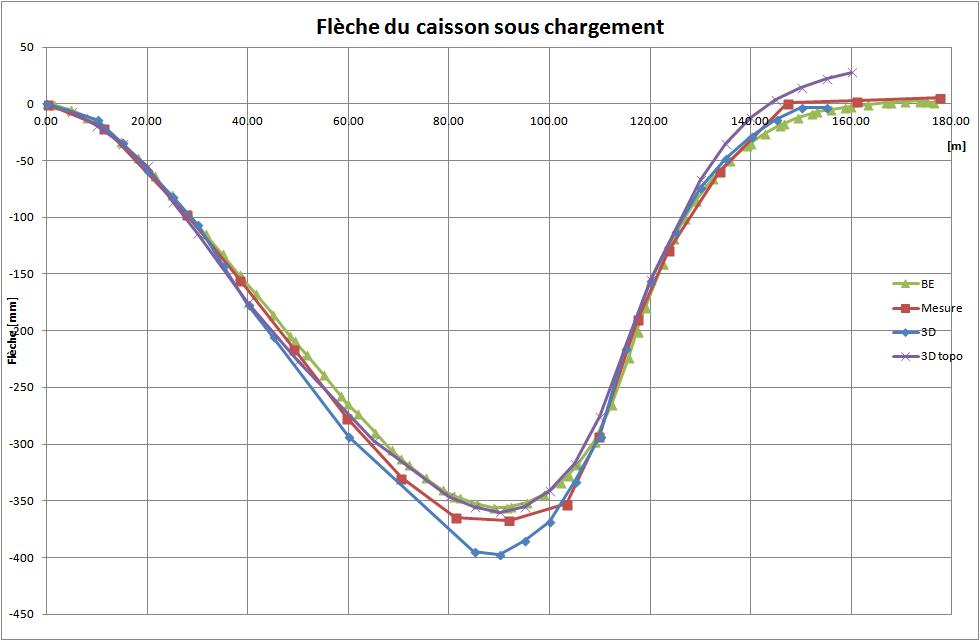 Flèche du caisson sous chargement
50
0
0.00 20.00 40.00 60.00 80.00 100.00 120.00 140.00 160.00 180.00
[m]
-50
-100
-150
-200
-250
-300
-350
-400
-450
Flèche [mm]
BE
Mesure
3D
3D topo